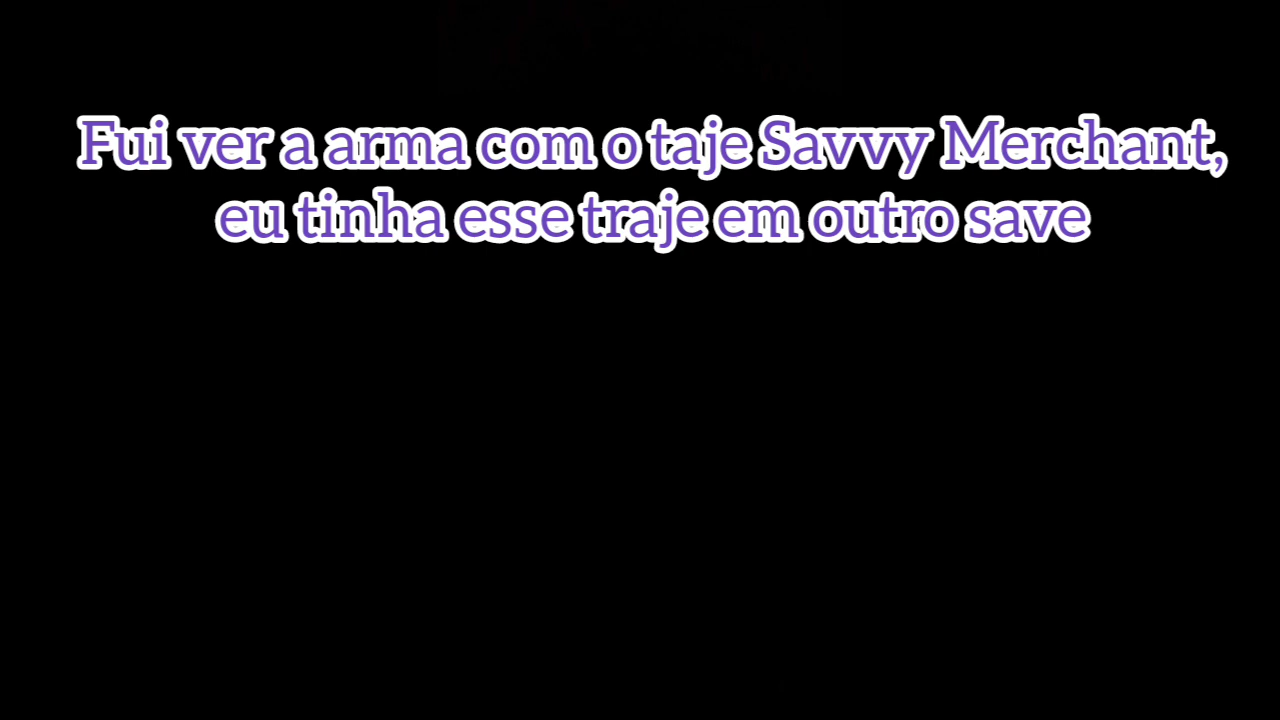 Fui ver a arma com o taje Savvy Merchant,
eu tinha esse traje em outro save